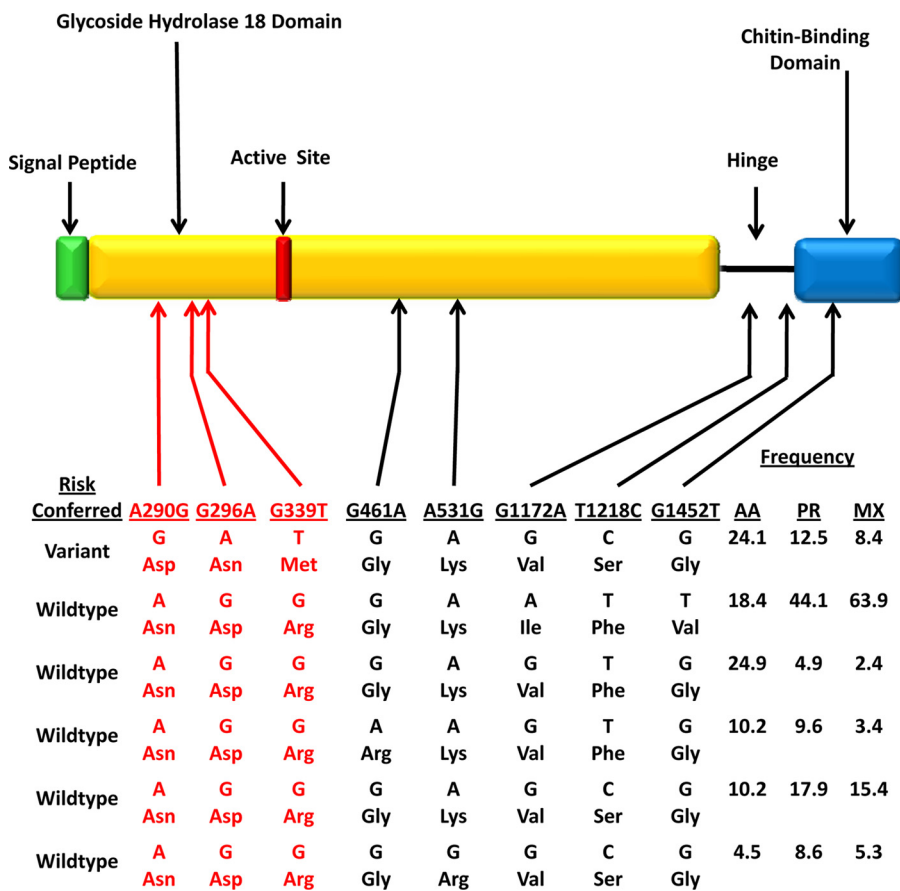 Glycoside Hydrolase 18 Domain
Chitin-Binding
Domain
Signal Peptide
Active Site
Hinge
Frequency
Risk
Conferred A290G G296A G339T G461A A531G G1172A T1218C G1452T AA PR MX
Variant G A T G A G C G 24.1 12.5 8.4
Asp Asn Met Gly Lys Val Ser Gly
Wildtype A G G G A A T T 18.4 44.1 63.9
Asn Asp Arg Gly Lys Ile Phe Val
Wildtype A G G G A G T G 24.9 4.9 2.4
Asn Asp Arg Gly Lys Val Phe Gly
Wildtype A G G A A G T G 10.2 9.6 3.4
Asn Asp Arg Arg Lys Val Phe Gly
Wildtype A G G G A G C G 10.2 17.9 15.4
Asn Asp Arg Gly Lys Val Ser Gly
Wildtype A G G G G G C G 4.5 8.6 5.3
Asn Asp Arg Gly Arg Val Ser Gly